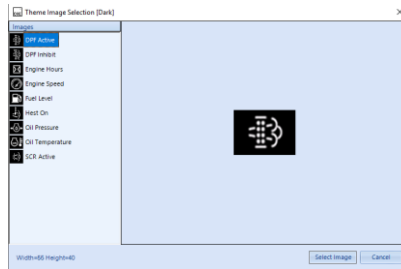 Theme Image Selection [Dark]
Images
DPF Active
DPF Inhibit
Engine Hours
Engine Speed
Fuel Level
Hest On
Oil Pressure
Oil Temperature
SCR Active
Width=66 Height=40
Select Image
Cancel